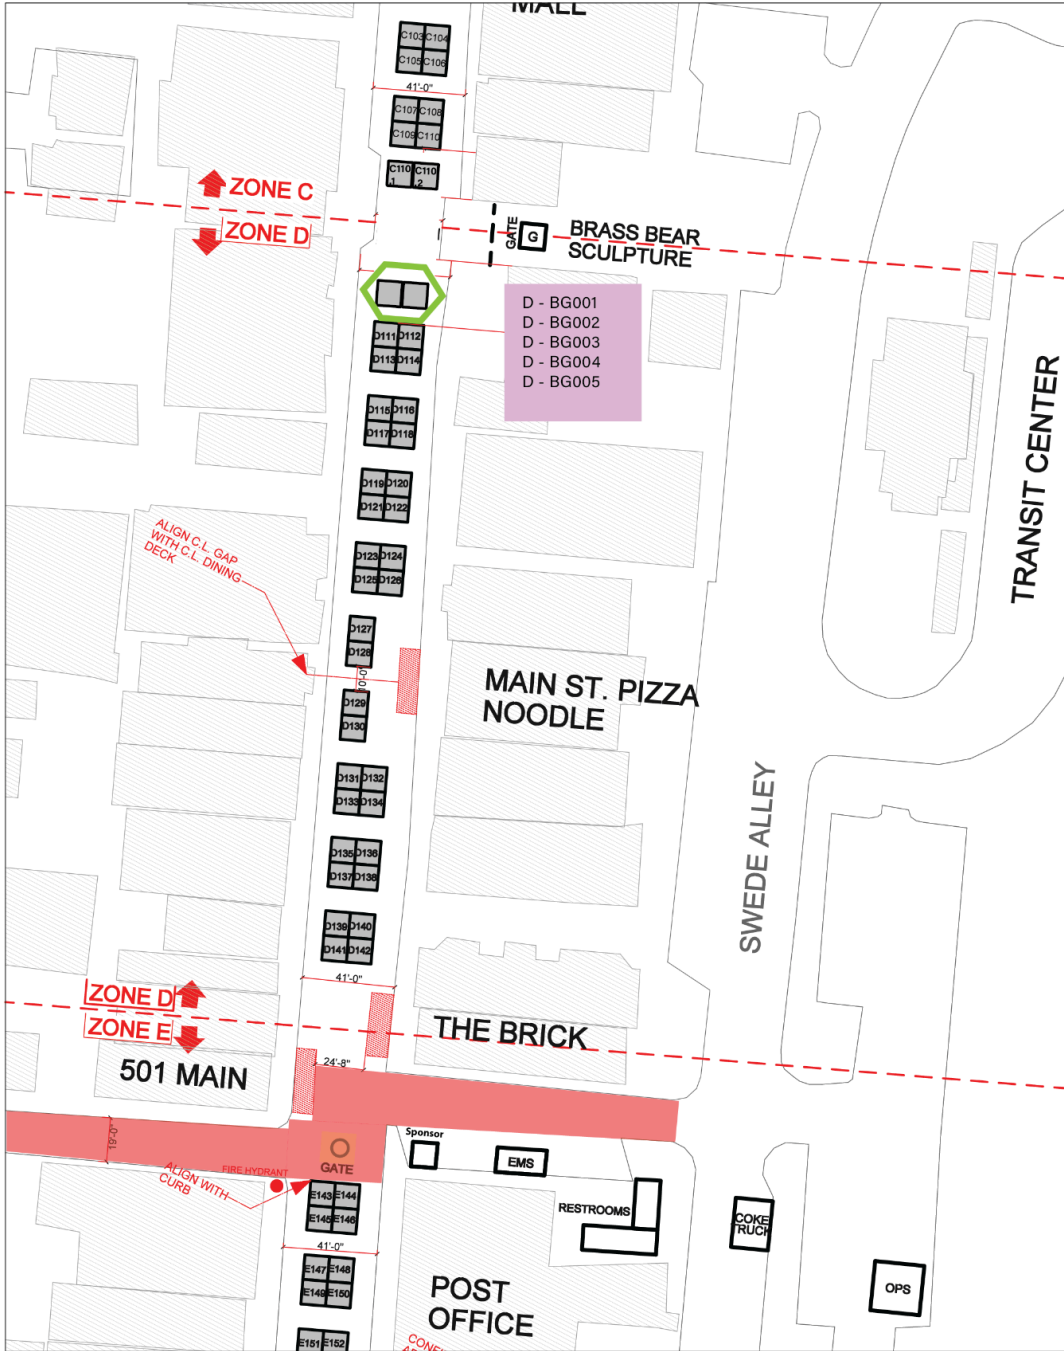 MALL
C103 C104
C105 C106
41'-0"
C107 C108
C109 C110
C110 .1 C110 .2
ZONE C
ZONE D
GATE
G
BRASS BEAR
SCULPTURE
D - BG001
D - BG002
D - BG003
D - BG004
D - BG005
D111 D112
D113 D114
D115 D116
D117 D118
D119 D120
D121 D122
D123 D124
D125 D126
ALIGN C.L. GAP
WITH C.L. DINING
DECK
TRANSIT CENTER
D127
D128
10'-0"
D129
D130
MAIN ST. PIZZA
NOODLE
D131 D132
D133 D134
SWEDE ALLEY
D135 D136
D137 D138
D139 D140
D141 D142
41'-0"
ZONE D
ZONE E
THE BRICK
501 MAIN
24'-8"
19'-0"
GATE
Sponsor
EMS
FIRE HYDRANT
ALIGN WITH
CURB
E143 E144
E145 E146
RESTROOMS
COKE
TRUCK
41'-0"
E147 E148
E149 E150
OPS
POST
OFFICE
E151 E152